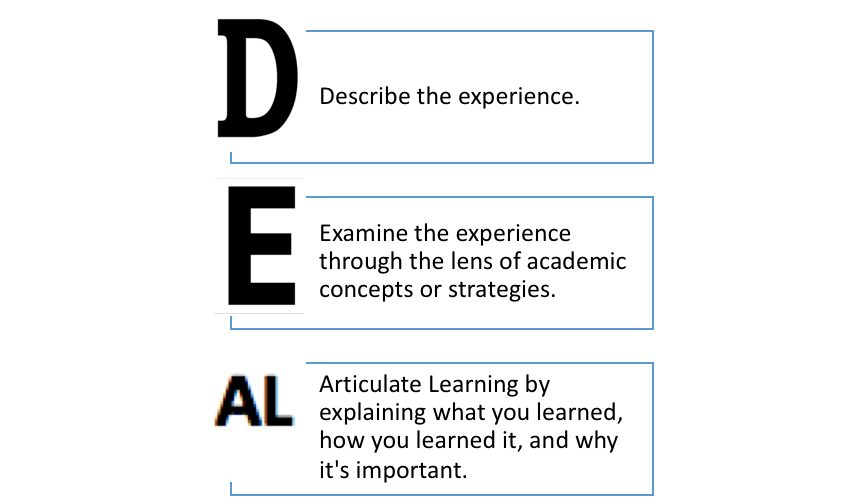 D
Describe the experience.
E
Examine the experience
through the lens of academic
concepts or strategies.
AL
Articulate Learning by
explaining what you learned,
how you learned it, and why
it's important.